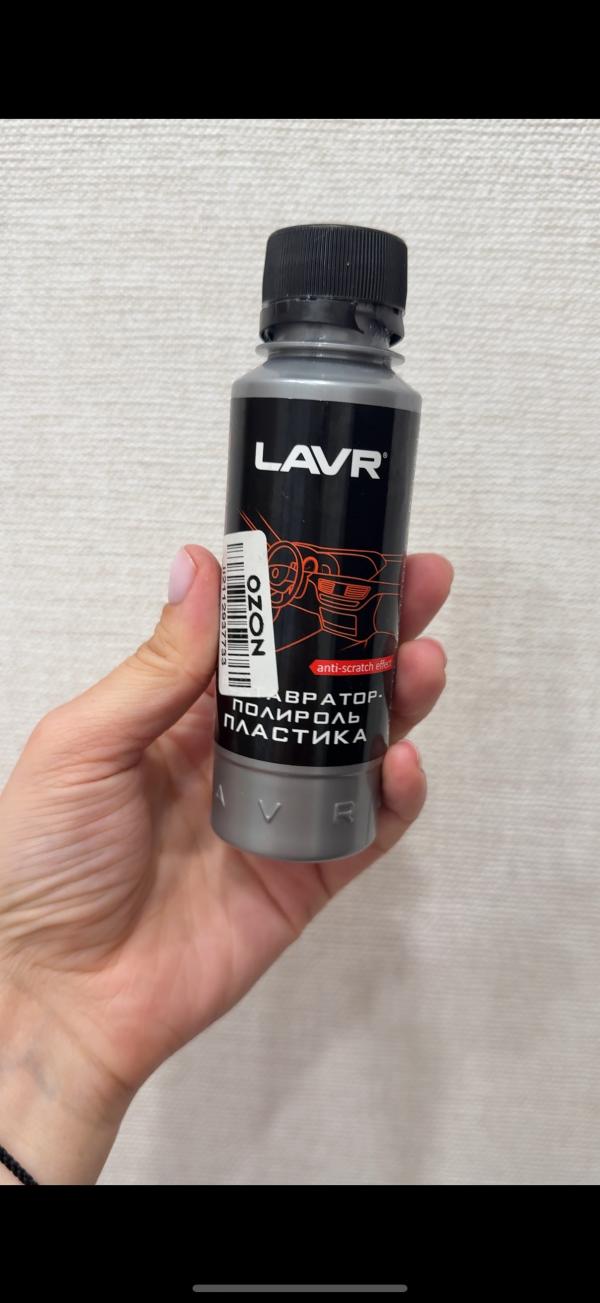 LAVR®
OZON
anti-scratch effect
АВРАТОР-
ПОЛИРОЛЬ
ПЛАСТИКА
A V R